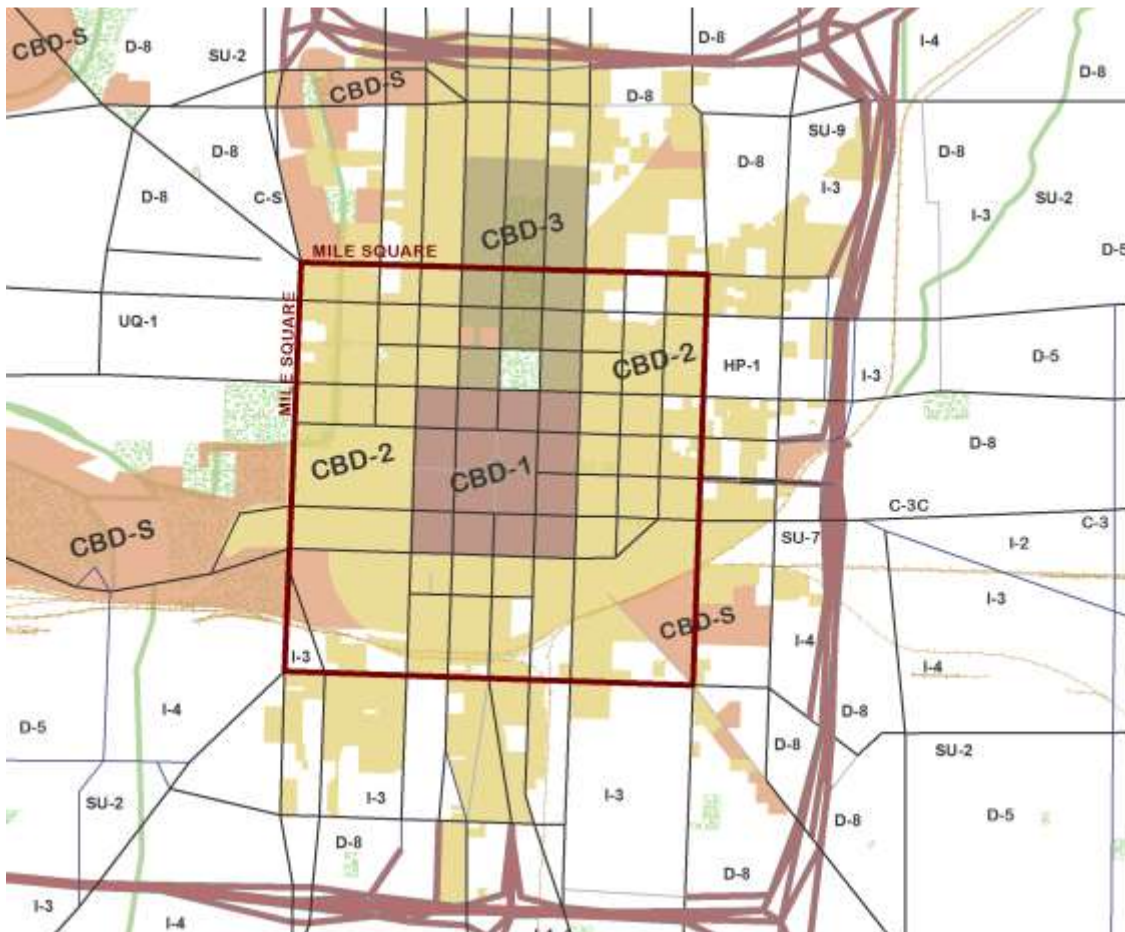 CBD-S
D-8
SU-2
D-8
I-4
D-8
CBD-S
D-8
SU-9
D-8
D-8
D-8
D-8
C-S
I-3
SU-2
I-3
CBD-3
D-5
MILE SQUARE
MILE SQUARE
UQ-1
CBD-2
HP-1
D-5
I-3
CBD-2
CBD-1
D-8
C-3C
C-3
CBD-S
SU-7
I-2
I-3
CBD-S
I-4
I-3
I-4
I-4
D-5
D-8
D-8
SU-2
SU-2
I-3
I-3
D-8
D-5
D-8
D-8
I-3
I-4